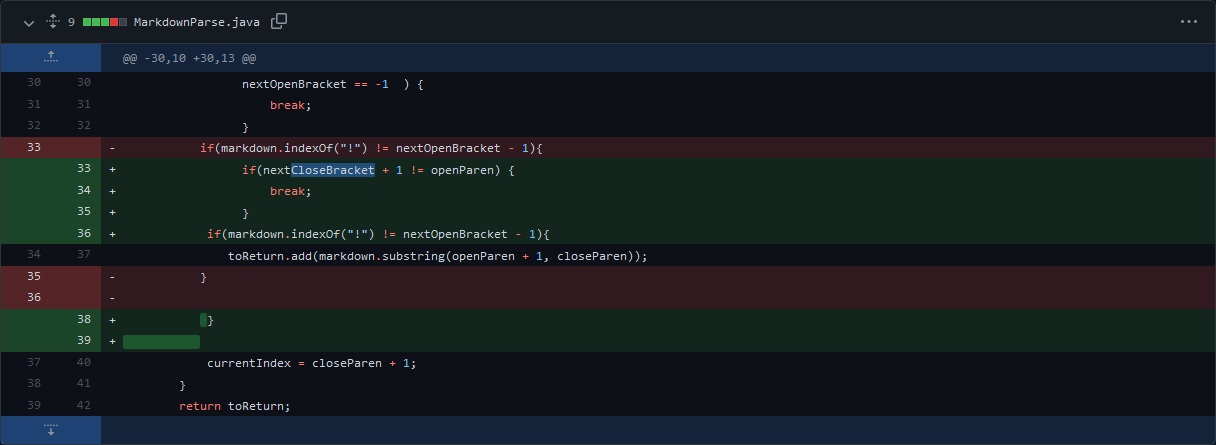 9 MarkdownParse.java
@@ -30,10 +30,13 @@
30 30 nextOpenBracket == -1  ) {
31 31 break;
32 32 }
33 - if(markdown.indexOf("!") != nextOpenBracket - 1){
33 + if(nextCloseBracket + 1 != openParen) {
34 + break;
35 + }
36 + if(markdown.indexOf("!") != nextOpenBracket - 1){
34 37 toReturn.add(markdown.substring(openParen + 1, closeParen));
35 - }
36 -
38 + }
39 +
37 40 currentIndex = closeParen + 1;
38 41 }
39 42 return toReturn;